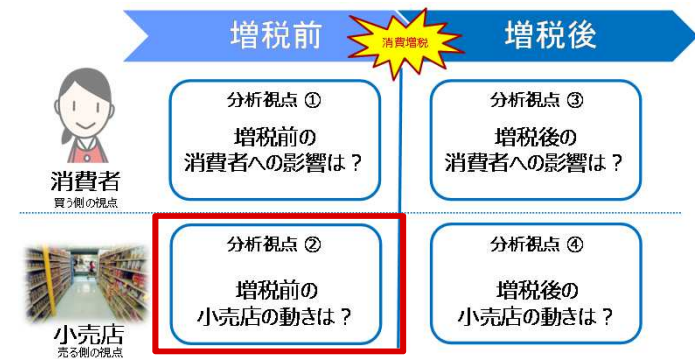 増税前
消費増税
増税後
消費者
買う側の視点
分析視点 ①
増税前の
消費者への影響は？
分析視点 ③
増税後の
消費者への影響は？
小売店
売る側の視点
分析視点 ②
増税前の
小売店の動きは？
分析視点 ④
増税後の
小売店の動きは？